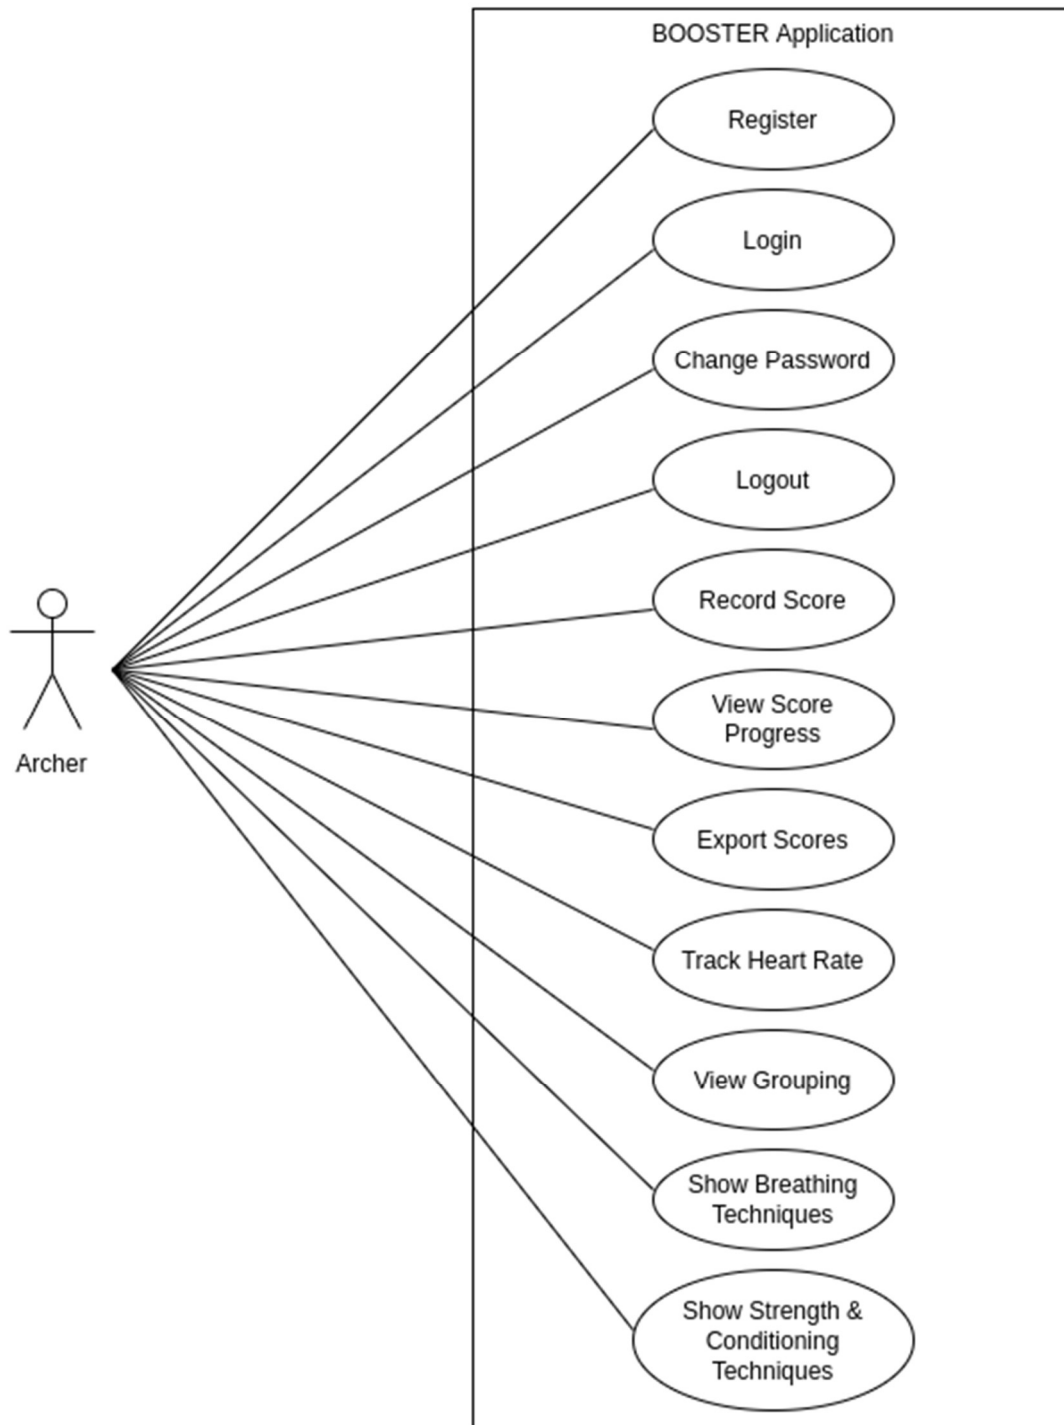 BOOSTER Application
Register
Login
Change Password
Logout
Record Score
View Score
Progress
Export Scores
Track Heart Rate
View Grouping
Show Breathing
Techniques
Show Strength &
Conditioning
Techniques
Archer